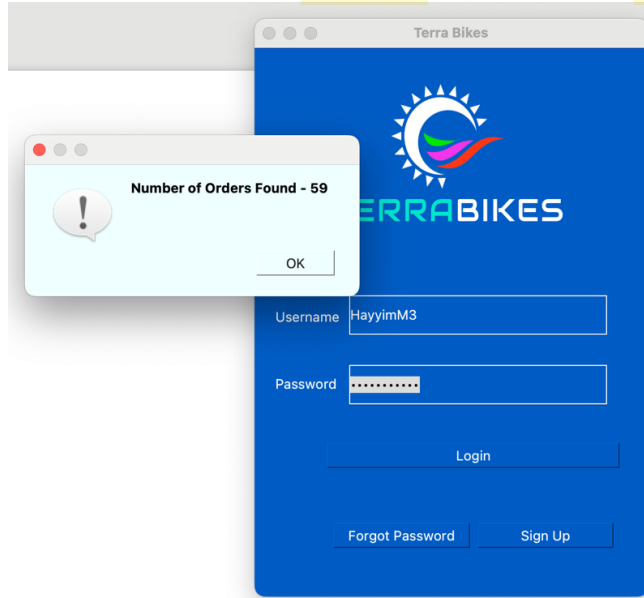 Terra Bikes
Number of Orders Found - 59
OK
ERRABIKES
Username
HayyimM3
Password
Login
Forgot Password
Sign Up